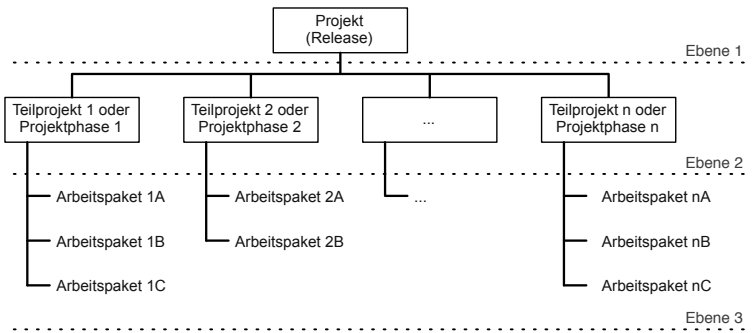 Projekt
(Release)
Ebene 1
Teilprojekt 1 oder
Projektphase 1
Teilprojekt 2 oder
Projektphase 2
...
Teilprojekt n oder
Projektphase n
Ebene 2
Arbeitspaket 1A
Arbeitspaket 2A
...
Arbeitspaket nA
Arbeitspaket 1B
Arbeitspaket 2B
Arbeitspaket nB
Arbeitspaket 1C
Arbeitspaket nC
Ebene 3